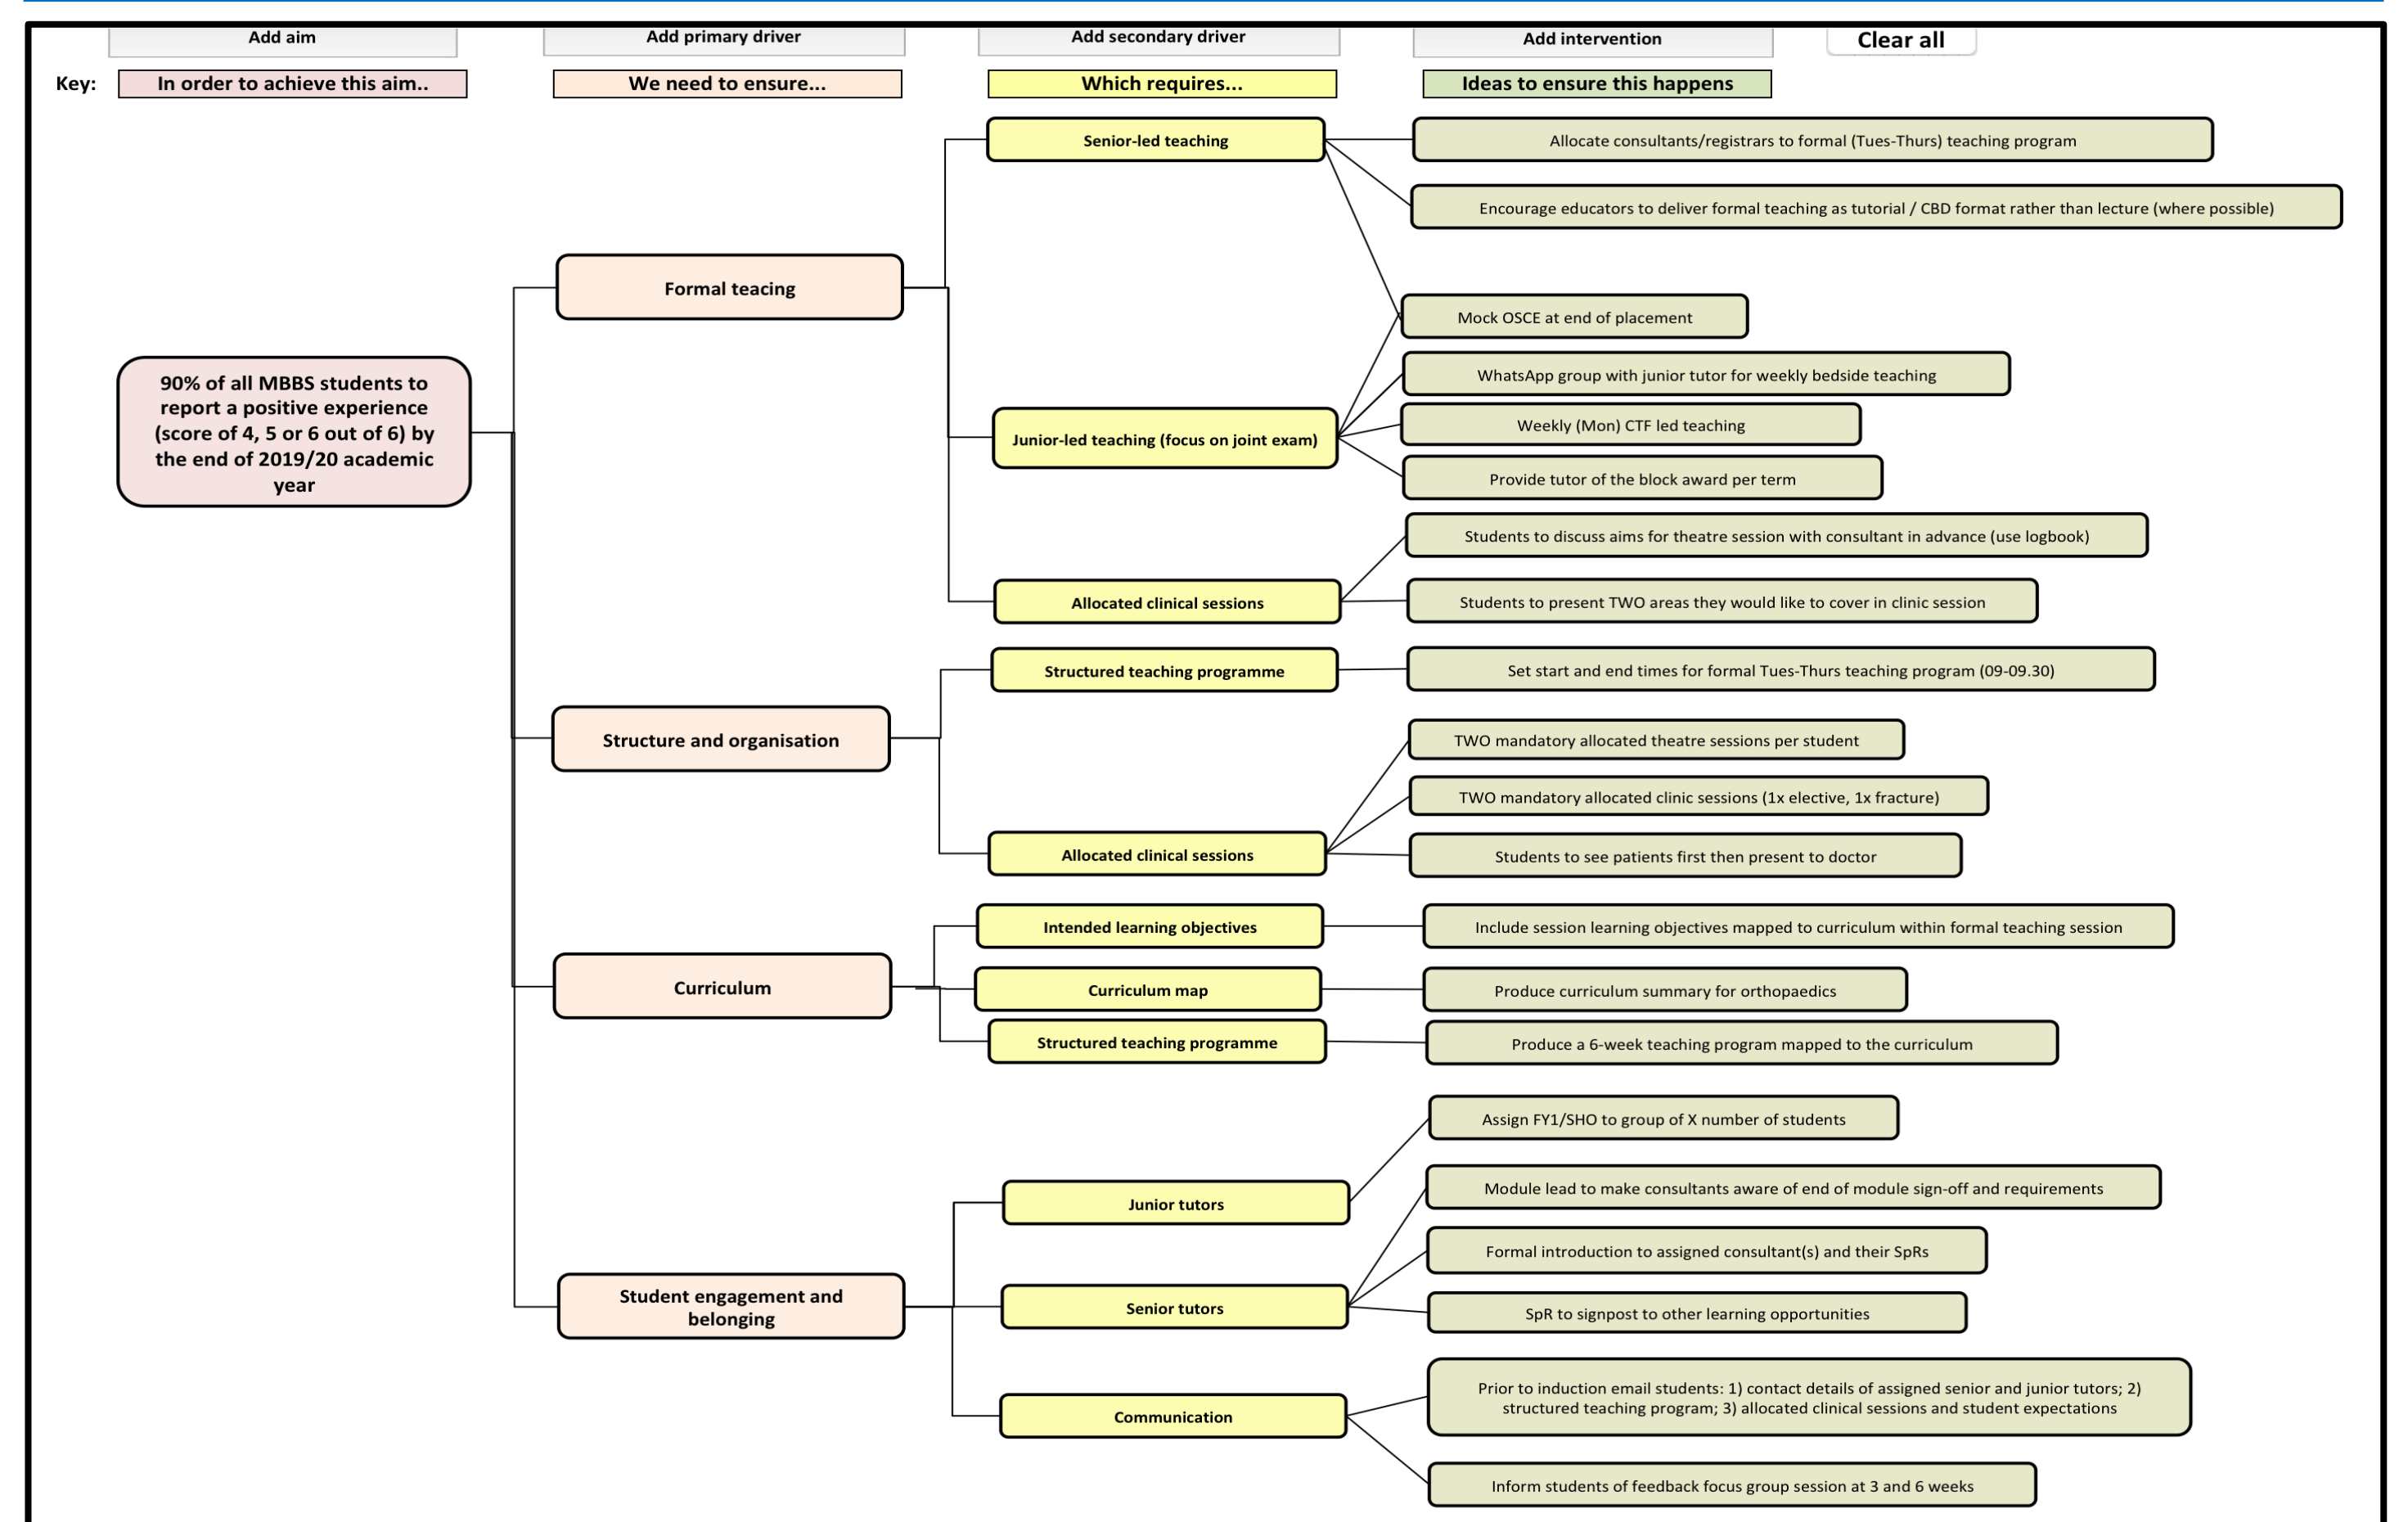 Add aim
Add primary driver
Add secondary driver
Add intervention
Clear all
Key:
In order to achieve this aim..
We need to ensure...
Which requires...
Ideas to ensure this happens
90% of all MBBS students to
report a positive experience
(score of 4, 5 or 6 out of 6) by
the end of 2019/20 academic
year
Formal teacing
Senior-led teaching
Allocate consultants/registrars to formal (Tues-Thurs) teaching program
Encourage educators to deliver formal teaching as tutorial / CBD format rather than lecture (where possible)
Mock OSCE at end of placement
Junior-led teaching (focus on joint exam)
WhatsApp group with junior tutor for weekly bedside teaching
Weekly (Mon) CTF led teaching
Provide tutor of the block award per term
Allocated clinical sessions
Students to discuss aims for theatre session with consultant in advance (use logbook)
Students to present TWO areas they would like to cover in clinic session
Structure and organisation
Structured teaching programme
Set start and end times for formal Tues-Thurs teaching program (09-09.30)
Allocated clinical sessions
TWO mandatory allocated theatre sessions per student
TWO mandatory allocated clinic sessions (1x elective, 1x fracture)
Students to see patients first then present to doctor
Curriculum
Intended learning objectives
Include session learning objectives mapped to curriculum within formal teaching session
Curriculum map
Produce curriculum summary for orthopaedics
Structured teaching programme
Produce a 6-week teaching program mapped to the curriculum
Student engagement and
belonging
Junior tutors
Assign FY1/SHO to group of X number of students
Senior tutors
Module lead to make consultants aware of end of module sign-off and requirements
Formal introduction to assigned consultant(s) and their SpRs
SpR to signpost to other learning opportunities
Communication
Prior to induction email students: 1) contact details of assigned senior and junior tutors; 2)
structured teaching program; 3) allocated clinical sessions and student expectations
Inform students of feedback focus group session at 3 and 6 weeks